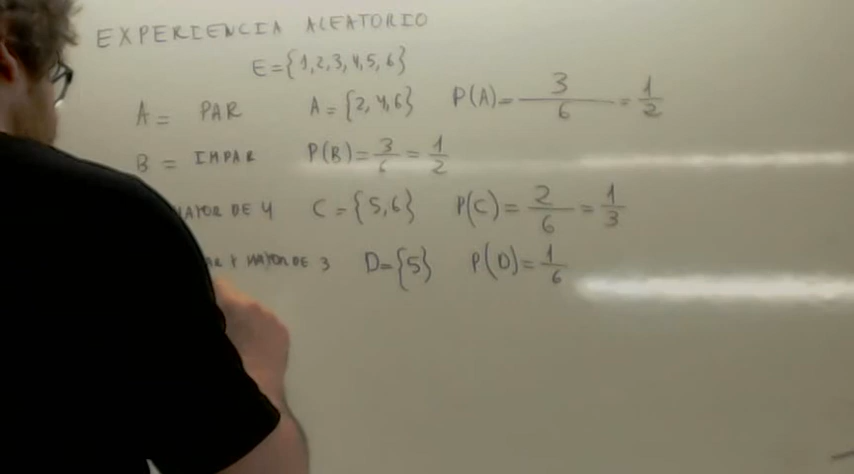 EXPERIENCIA ALEATORIO
E={1,2,3,4,5,6}
A= PAR A={2,4,6} P(A)=3/6=1/2
B= IMPAR P(B)=3/6=1/2
MAYOR DE 4 C={5,6} P(C)=2/6=1/3
Y MAYOR DE 3 D={5} P(D)=1/6